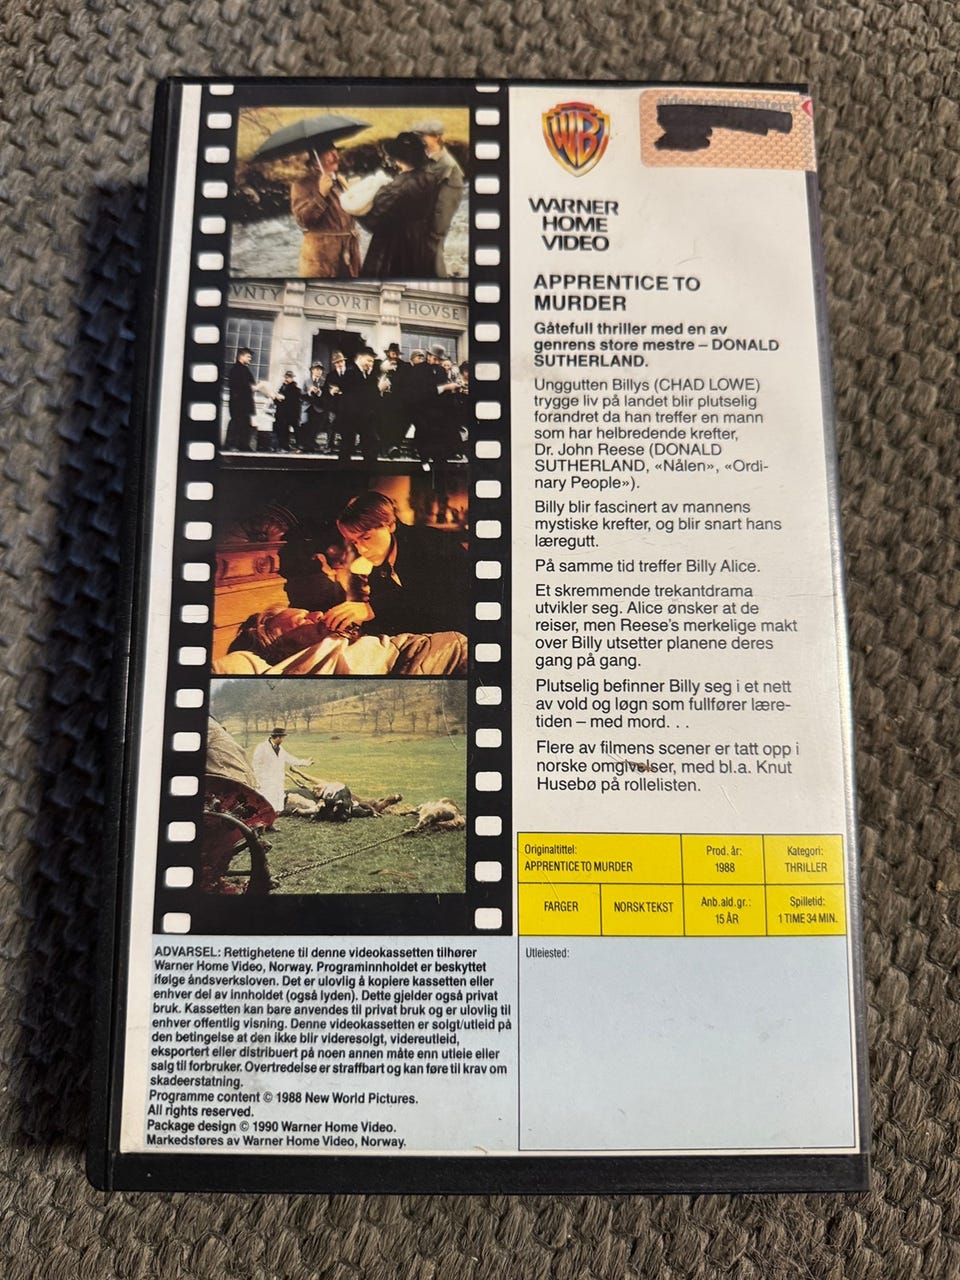 VNTY COVRT HOVSE
WB
WARNER
HOME
VIDEO
APPRENTICE TO
MURDER
Gåtefull thriller med en av
genrens store mestre – DONALD
SUTHERLAND.
Unggutten Billys (CHAD LOWE)
trygge liv på landet blir plutselig
forandret da han treffer en mann
som har helbredende krefter,
Dr. John Reese (DONALD
SUTHERLAND, «Nålen», «Ordi-
nary People»).
Billy blir fascinert av mannens
mystiske krefter, og blir snart hans
læregutt.
På samme tid treffer Billy Alice.
Et skremmende trekantdrama
utvikler seg. Alice ønsker at de
reiser, men Reese's merkelige makt
over Billy utsetter planene deres
gang på gang.
Plutselig befinner Billy seg i et nett
av vold og løgn som fullfører lære-
tiden – med mord. . .
Flere av filmens scener er tatt opp i
norske omgivelser, med bl.a. Knut
Husebø på rollelisten.
Originaltittel:
APPRENTICE TO MURDER
Prod. år:
1988
Kategori:
THRILLER
FARGER
NORSK TEKST
Anb. ald. gr.:
15 ÅR
Spilletid:
1 TIME 34 MIN.
Utleiested:
ADVARSEL: Rettighetene til denne videokassetten tilhører
Warner Home Video, Norway. Programinnholdet er beskyttet
ifølge åndsverksloven. Det er ulovlig å kopiere kassetten eller
enhver del av innholdet (også lyden). Dette gjelder også privat
bruk. Kassetten kan bare anvendes til privat bruk og er ulovlig til
enhver offentlig visning. Denne videokassetten er solgt/utleid på
den betingelse at den ikke blir videresolgt, videreutleid,
eksportert eller distribuert på noen annen måte enn utleie eller
salg til forbruker. Overtredelse er straffbart og kan føre til krav om
skadeerstatning.
Programme content © 1988 New World Pictures.
All rights reserved.
Package design © 1990 Warner Home Video.
Markedsføres av Warner Home Video, Norway.